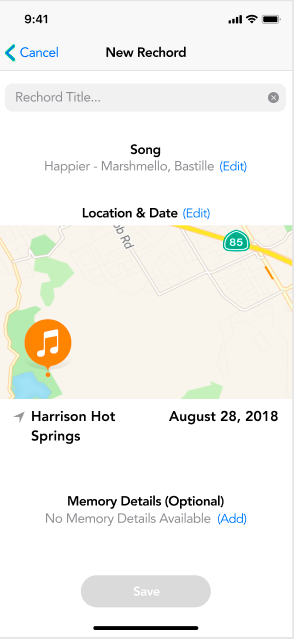 9:41
Cancel
New Rechord
Rechord Title...
Song
Happier - Marshmello, Bastille (Edit)
Location & Date (Edit)
Rd
85
Harrison Hot
Springs
August 28, 2018
Memory Details (Optional)
No Memory Details Available (Add)
Save